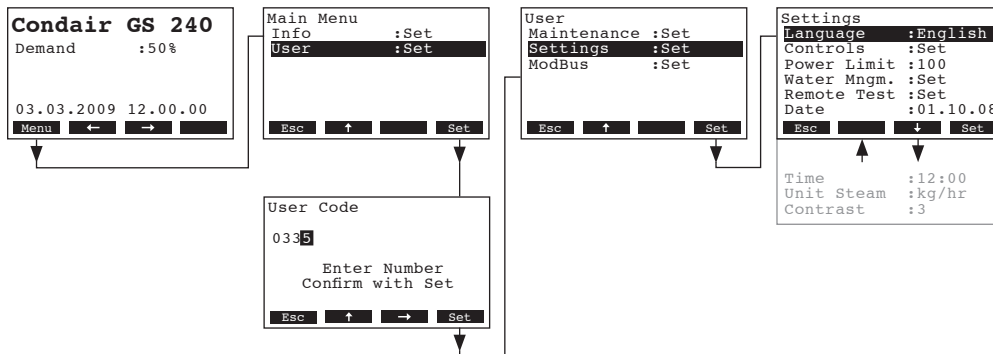 Condair GS 240
Demand :50%
03.03.2009 12.00.00
Menu ← →
Main Menu
Info :Set
User :Set
Esc ↑ Set
User Code
0335
Enter Number
Confirm with Set
Esc ↑ → Set
User
Maintenance :Set
Settings :Set
ModBus :Set
Esc ↑ Set
Settings
Language :English
Controls :Set
Power Limit :100
Water Mngm. :Set
Remote Test :Set
Date :01.10.08
Esc ↓ Set
Time :12:00
Unit Steam :kg/hr
Contrast :3